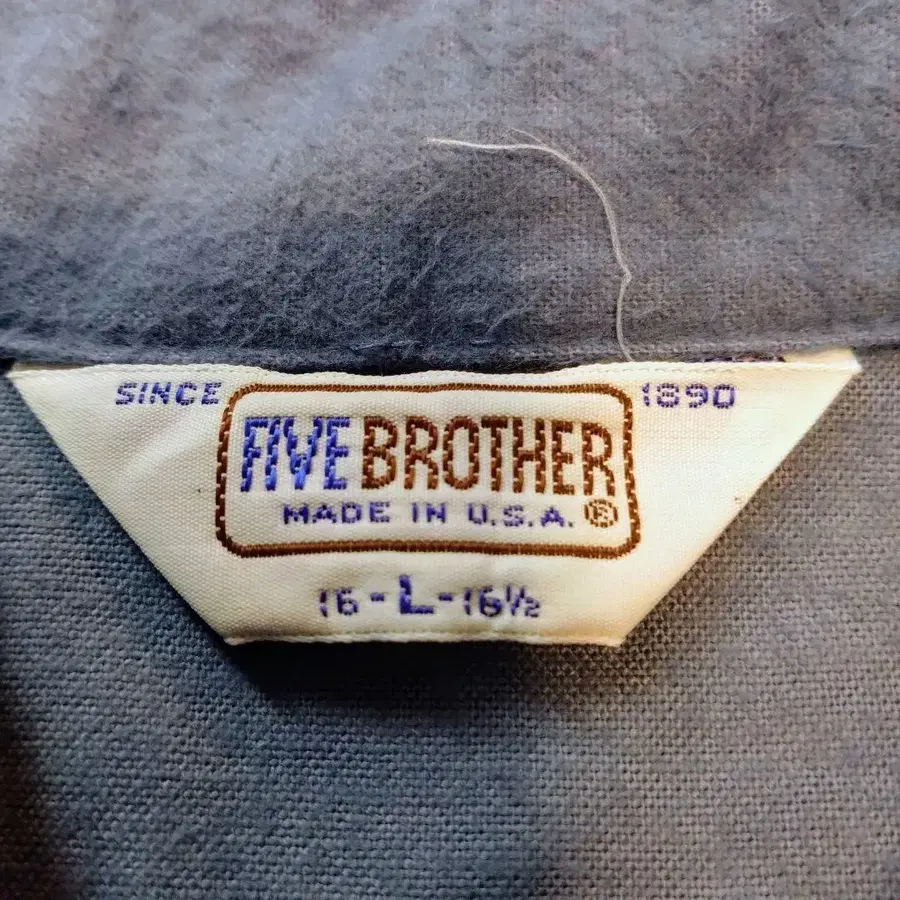 SINCE 1890
FIVE BROTHER
MADE IN U.S.A. ®
16-L-16½